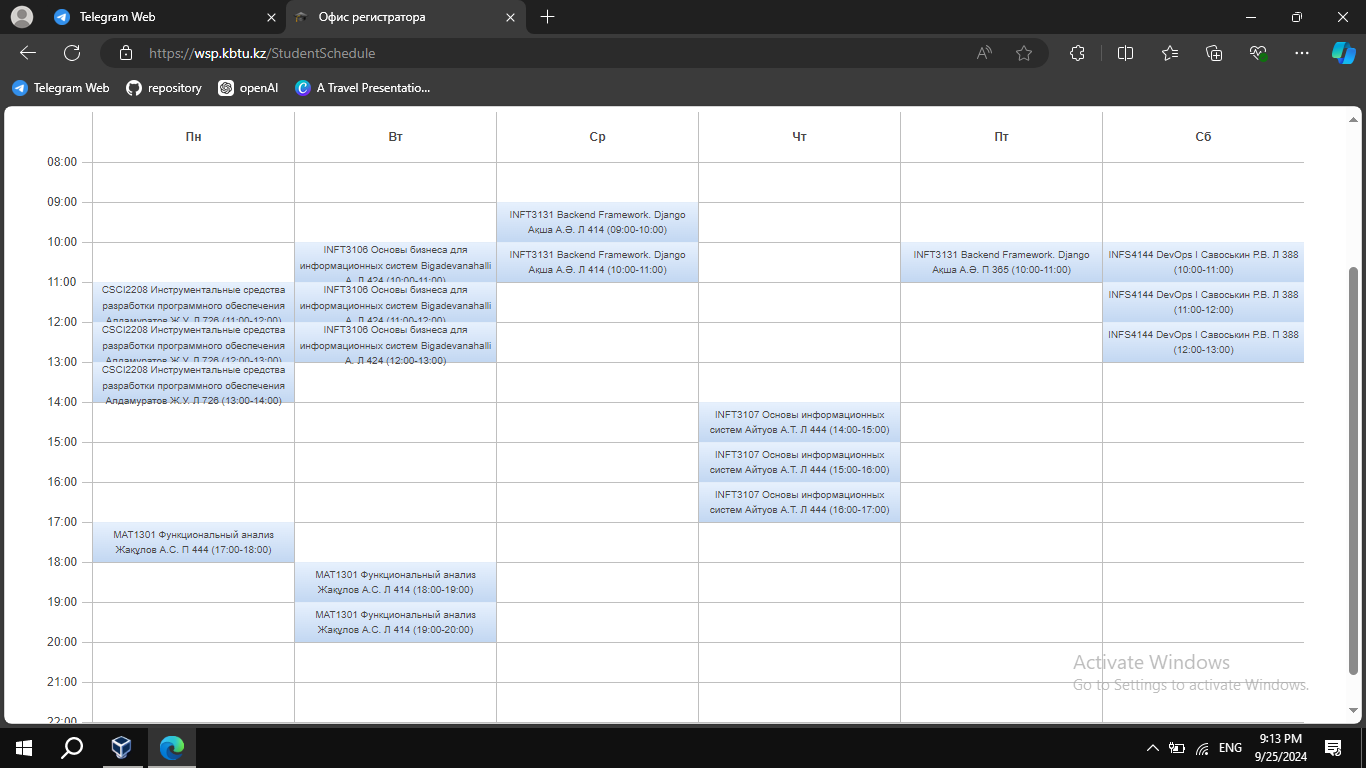 Telegram Web
Офис регистратора
https://wsp.kbtu.kz/StudentSchedule
Telegram Web
repository
openAI
A Travel Presentatio...
Пн
Вт
Ср
Чт
Пт
Сб
08:00
09:00
INFT3131 Backend Framework. Django
Ақша А.Ә. Л 414 (09:00-10:00)
10:00
INFT3106 Основы бизнеса для
информационных систем Bigadevanahalli
А. Л 424 (10:00-11:00)
INFT3131 Backend Framework. Django
Ақша А.Ә. Л 414 (10:00-11:00)
INFT3131 Backend Framework. Django
Ақша А.Ә. П 365 (10:00-11:00)
INFS4144 DevOps I Савоськин Р.В. Л 388
(10:00-11:00)
11:00
CSCI2208 Инструментальные средства
разработки программного обеспечения
Алдамуратов Ж.У. Л 726 (11:00-12:00)
INFT3106 Основы бизнеса для
информационных систем Bigadevanahalli
А. Л 424 (11:00-12:00)
INFS4144 DevOps I Савоськин Р.В. Л 388
(11:00-12:00)
12:00
CSCI2208 Инструментальные средства
разработки программного обеспечения
Алдамуратов Ж.У. Л 726 (12:00-13:00)
INFT3106 Основы бизнеса для
информационных систем Bigadevanahalli
А. Л 424 (12:00-13:00)
INFS4144 DevOps I Савоськин Р.В. П 388
(12:00-13:00)
13:00
CSCI2208 Инструментальные средства
разработки программного обеспечения
Алдамуратов Ж.У. Л 726 (13:00-14:00)
14:00
INFT3107 Основы информационных
систем Айтуов А.Т. Л 444 (14:00-15:00)
15:00
INFT3107 Основы информационных
систем Айтуов А.Т. Л 444 (15:00-16:00)
16:00
INFT3107 Основы информационных
систем Айтуов А.Т. Л 444 (16:00-17:00)
17:00
MAT1301 Функциональный анализ
Жақұлов А.С. П 444 (17:00-18:00)
18:00
MAT1301 Функциональный анализ
Жақұлов А.С. Л 414 (18:00-19:00)
19:00
MAT1301 Функциональный анализ
Жақұлов А.С. Л 414 (19:00-20:00)
20:00
21:00
22:00
Activate Windows
Go to Settings to activate Windows.
ENG
9:13 PM
9/25/2024